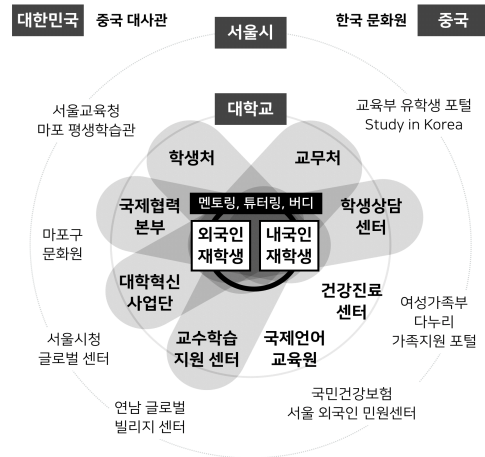 대한민국 중국 대사관
한국 문화원 중국
서울시
대학교
서울교육청
마포 평생학습관
교육부 유학생 포털
Study in Korea
학생처
교무처
국제협력
본부
멘토링, 튜터링, 버디
학생상담
센터
외국인
재학생
내국인
재학생
마포구
문화원
대학혁신
사업단
건강진료
센터
여성가족부
다누리
가족지원 포털
서울시청
글로벌 센터
교수학습
지원 센터
국제언어
교육원
연남 글로벌
빌리지 센터
국민건강보험
서울 외국인 민원센터